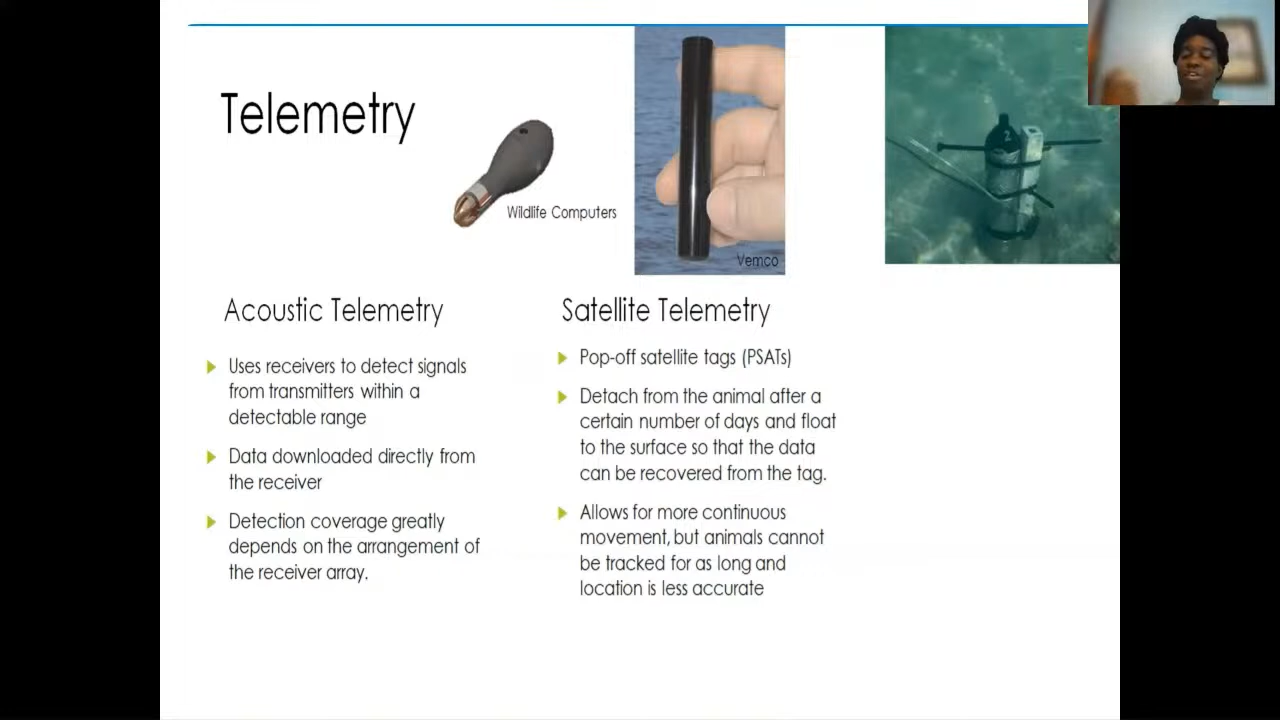 Telemetry
Wildlife Computers
Vemco
2
Acoustic Telemetry
Uses receivers to detect signals
from transmitters within a
detectable range
Data downloaded directly from
the receiver
Detection coverage greatly
depends on the arrangement of
the receiver array.
Satellite Telemetry
Pop-off satellite tags (PSATs)
Detach from the animal after a
certain number of days and float
to the surface so that the data
can be recovered from the tag.
Allows for more continuous
movement, but animals cannot
be tracked for as long and
location is less accurate